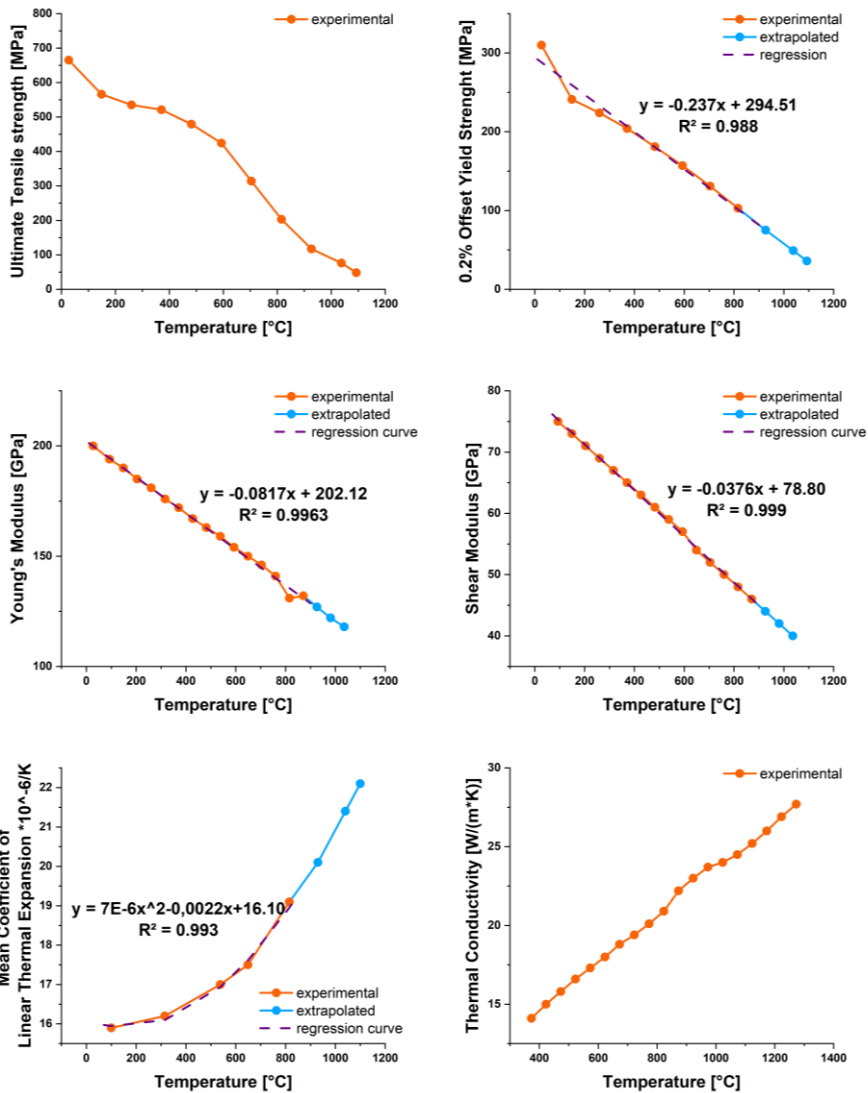 800
700
600
500
400
300
200
100
0
0 200 400 600 800 1000 1200
Ultimate Tensile strength [MPa]
Temperature [°C]
experimental
300
200
100
0
0 200 400 600 800 1000 1200
0.2% Offset Yield Strenght [MPa]
Temperature [°C]
experimental
extrapolated
regression
y = -0.237x + 294.51
R² = 0.988
200
150
100
0 200 400 600 800 1000 1200
Young's Modulus [GPa]
Temperature [°C]
experimental
extrapolated
regression curve
y = -0.0817x + 202.12
R² = 0.9963
80
70
60
50
40
0 200 400 600 800 1000 1200
Shear Modulus [GPa]
Temperature [°C]
experimental
extrapolated
regression curve
y = -0.0376x + 78.80
R² = 0.999
22
21
20
19
18
17
16
0 200 400 600 800 1000 1200
Mean Coefficient of
Linear Thermal Expansion *10^-6/K
Temperature [°C]
y = 7E-6x^2-0,0022x+16.10
R² = 0.993
experimental
extrapolated
regression curve
30
25
20
15
400 600 800 1000 1200 1400
Thermal Conductivity [W/(m*K)]
Temperature [°C]
experimental